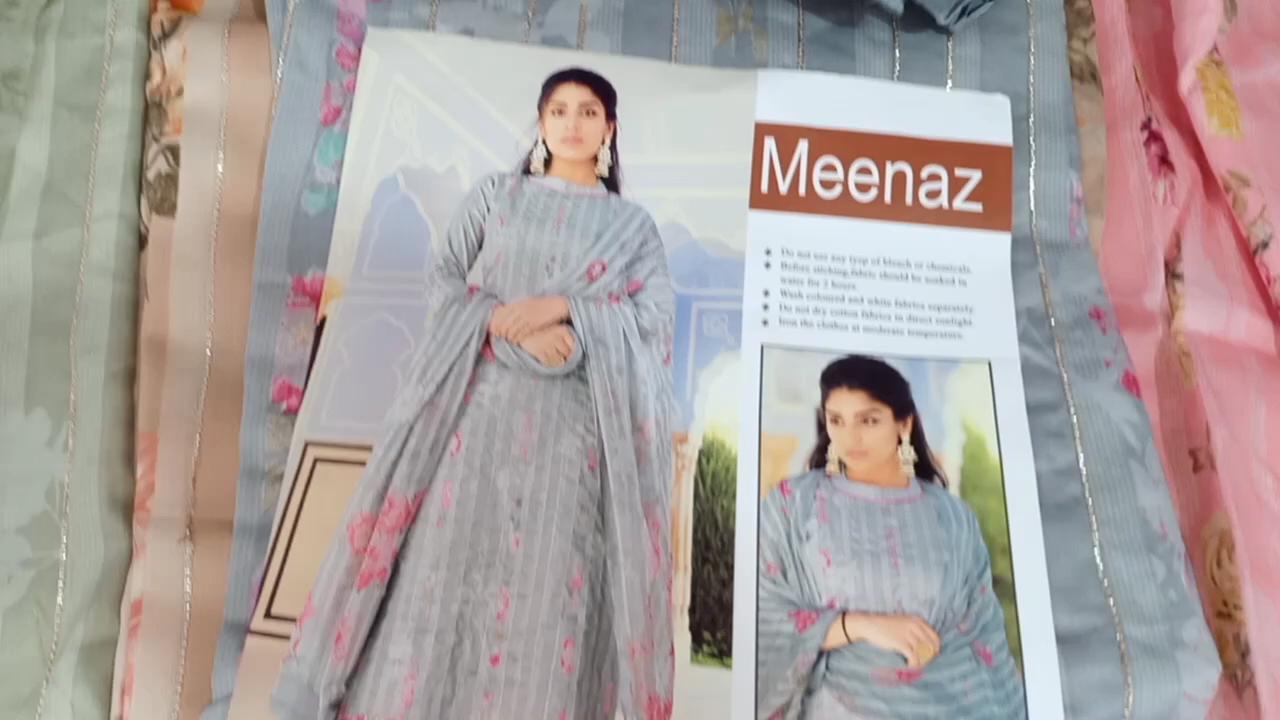 Meenaz
Do not use any tyep of bleach or chemicals.
Before stiching,fabric should be soaked in
water for 2 hours.
Wash coloured and white fabrics separately.
Do not dry cotton fabrics in direct sunlight.
Iron the clothes at moderate temperature.